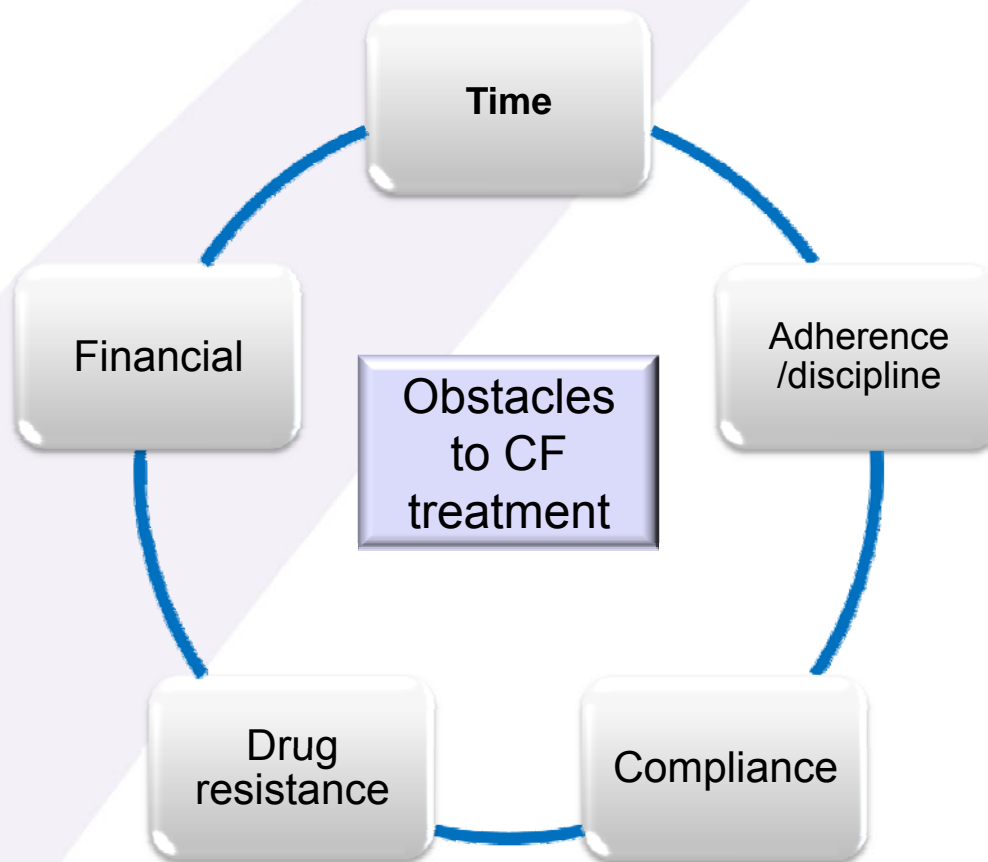 Time
Financial
Adherence
/discipline
Obstacles
to CF
treatment
Drug
resistance
Compliance